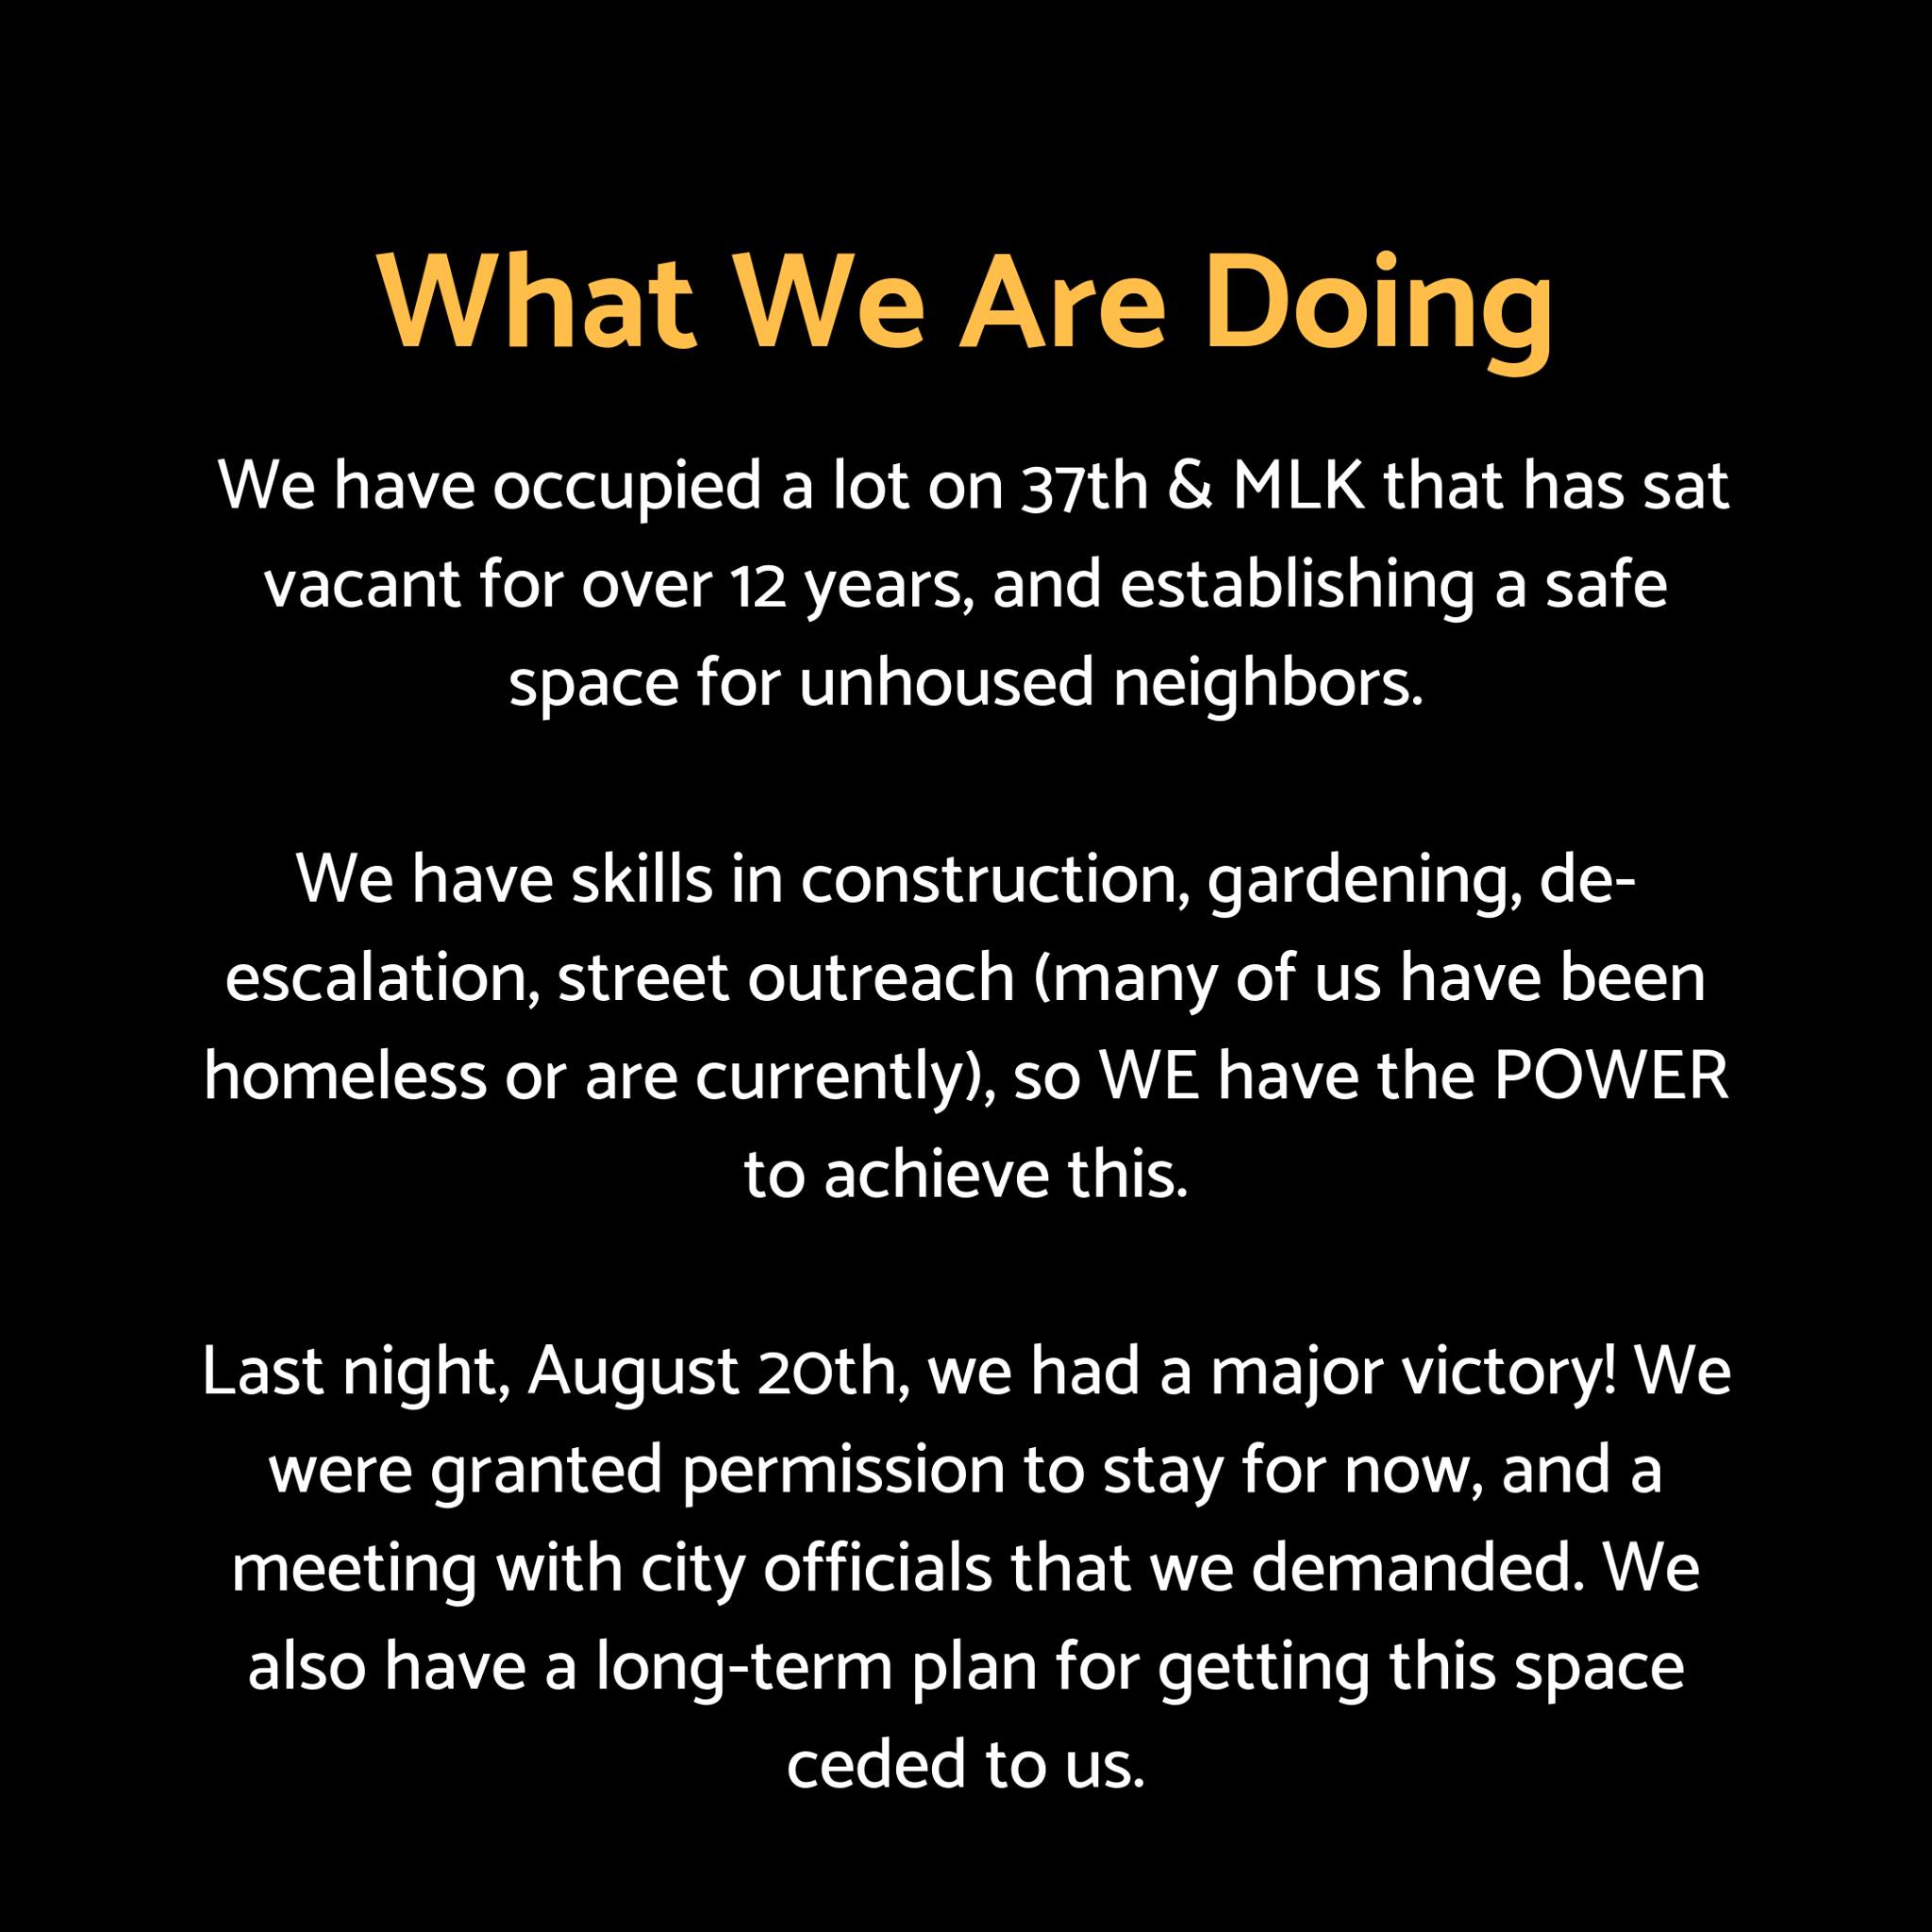 What We Are Doing
We have occupied a lot on 37th & MLK that has sat
vacant for over 12 years, and establishing a safe
space for unhoused neighbors.
We have skills in construction, gardening, de-
escalation, street outreach (many of us have been
homeless or are currently), so WE have the POWER
to achieve this.
Last night, August 20th, we had a major victory! We
were granted permission to stay for now, and a
meeting with city officials that we demanded. We
also have a long-term plan for getting this space
ceded to us.